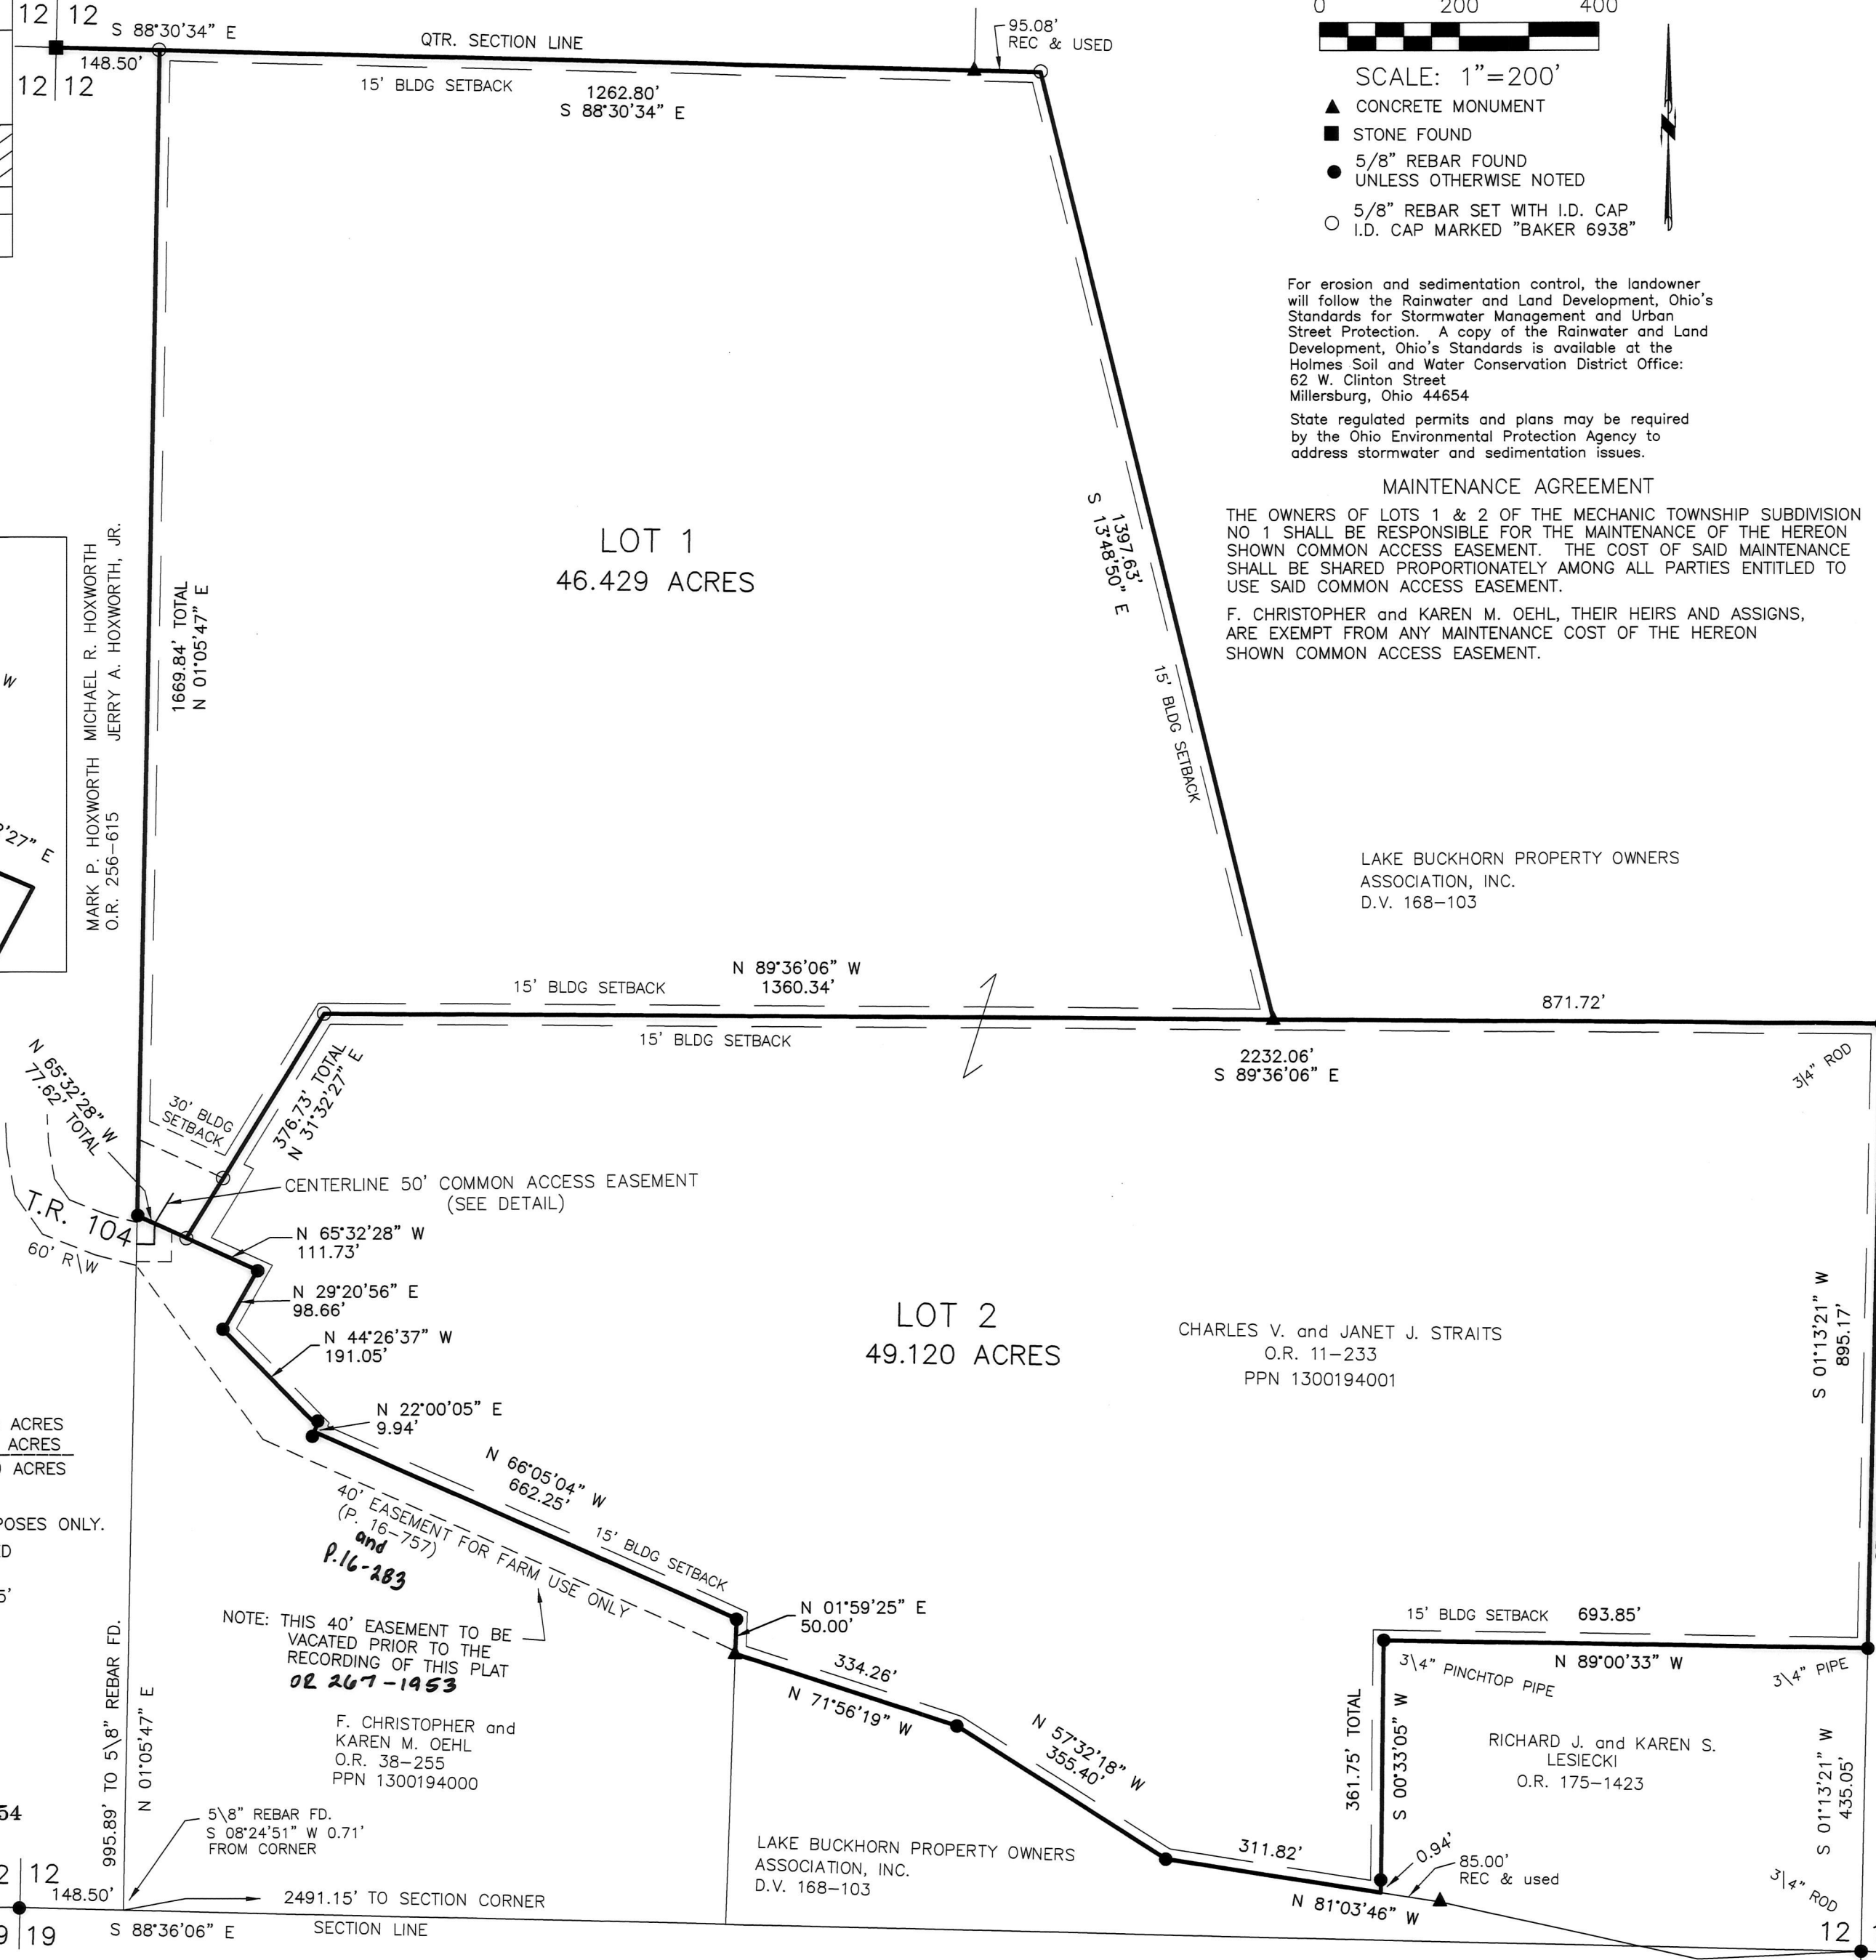 12 12
S 88°30'34" E
148.50'
12 12
QTR. SECTION LINE
15' BLDG SETBACK
1262.80'
S 88°30'34" E
95.08'
REC & USED
0 200 400
SCALE: 1"=200'
▲ CONCRETE MONUMENT
■ STONE FOUND
● 5/8" REBAR FOUND
UNLESS OTHERWISE NOTED
○ 5/8" REBAR SET WITH I.D. CAP
I.D. CAP MARKED "BAKER 6938"
N
For erosion and sedimentation control, the landowner
will follow the Rainwater and Land Development, Ohio's
Standards for Stormwater Management and Urban
Street Protection. A copy of the Rainwater and Land
Development, Ohio's Standards is available at the
Holmes Soil and Water Conservation District Office:
62 W. Clinton Street
Millersburg, Ohio 44654
State regulated permits and plans may be required
by the Ohio Environmental Protection Agency to
address stormwater and sedimentation issues.
MAINTENANCE AGREEMENT
THE OWNERS OF LOTS 1 & 2 OF THE MECHANIC TOWNSHIP SUBDIVISION
NO 1 SHALL BE RESPONSIBLE FOR THE MAINTENANCE OF THE HEREON
SHOWN COMMON ACCESS EASEMENT. THE COST OF SAID MAINTENANCE
SHALL BE SHARED PROPORTIONATELY AMONG ALL PARTIES ENTITLED TO
USE SAID COMMON ACCESS EASEMENT.
F. CHRISTOPHER and KAREN M. OEHL, THEIR HEIRS AND ASSIGNS,
ARE EXEMPT FROM ANY MAINTENANCE COST OF THE HEREON
SHOWN COMMON ACCESS EASEMENT.
LOT 1
46.429 ACRES
1397.63'
S 13°48'50" E
15' BLDG SETBACK
1669.84' TOTAL
N 01°05'47" E
MARK P. HOXWORTH MICHAEL R. HOXWORTH
O.R. 256-615 JERRY A. HOXWORTH, JR.
W
'27" E
LAKE BUCKHORN PROPERTY OWNERS
ASSOCIATION, INC.
D.V. 168-103
N 89°36'06" W
15' BLDG SETBACK 1360.34'
871.72'
15' BLDG SETBACK
2232.06'
S 89°36'06" E
3/4" ROD
N 65°32'28" W
77.62' TOTAL
30' BLDG
SETBACK
376.73' TOTAL
N 31°32'27" E
CENTERLINE 50' COMMON ACCESS EASEMENT
(SEE DETAIL)
T.R. 104
60' R\W
N 65°32'28" W
111.73'
N 29°20'56" E
98.66'
N 44°26'37" W
191.05'
N 22°00'05" E
9.94'
LOT 2
49.120 ACRES
CHARLES V. and JANET J. STRAITS
O.R. 11-233
PPN 1300194001
S 01°13'21" W
895.17'
ACRES
ACRES
ACRES
POSES ONLY.
N 66°05'04" W
662.25'
15' BLDG SETBACK
40' EASEMENT FOR FARM USE ONLY
(P. 16-757)
and
P.16-283
NOTE: THIS 40' EASEMENT TO BE
VACATED PRIOR TO THE
RECORDING OF THIS PLAT
OR 267-1953
N 01°59'25" E
50.00'
334.26'
N 71°56'19" W
N 57°32'18" W
355.40'
15' BLDG SETBACK 693.85'
N 89°00'33" W
3\4" PINCHTOP PIPE
3\4" PIPE
361.75' TOTAL
S 00°33'05" W
RICHARD J. and KAREN S.
LESIECKI
O.R. 175-1423
S 01°13'21" W
435.05'
F. CHRISTOPHER and
KAREN M. OEHL
O.R. 38-255
PPN 1300194000
995.89' TO 5\8" REBAR FD.
N 01°05'47" E
5\8" REBAR FD.
S 08°24'51" W 0.71'
FROM CORNER
LAKE BUCKHORN PROPERTY OWNERS
ASSOCIATION, INC.
D.V. 168-103
311.82'
N 81°03'46" W
0.94'
85.00'
REC & used
3\4" ROD
54
2 12
148.50'
2491.15' TO SECTION CORNER
9 19
S 88°36'06" E
SECTION LINE
12